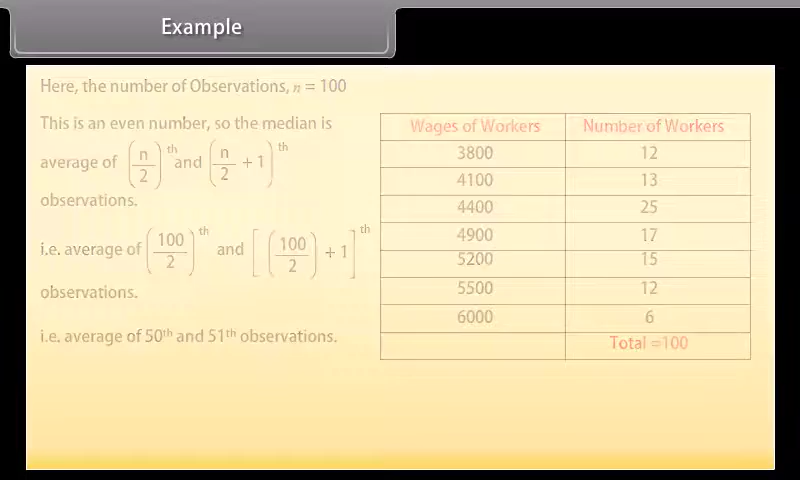 Example
Here, the number of Observations, n = 100
This is an even number, so the median is
average of (n/2)th and (n/2 + 1)th
observations.
i.e. average of (100/2)th and [(100/2) + 1]th
observations.
i.e. average of 50th and 51th observations.
Wages of Workers Number of Workers
3800 12
4100 13
4400 25
4900 17
5200 15
5500 12
6000 6
Total =100